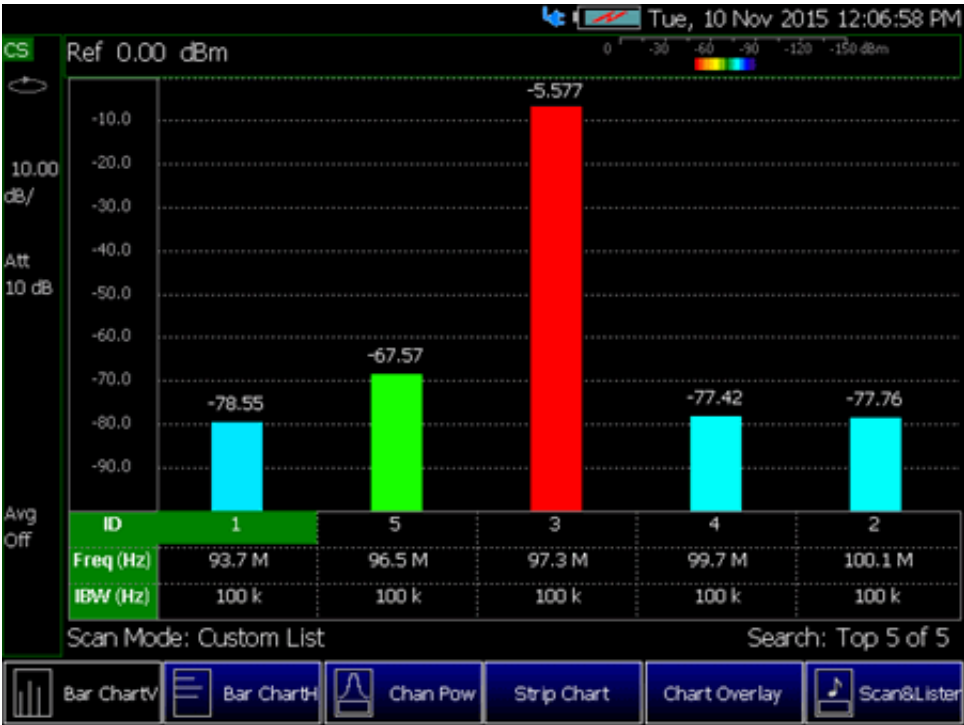 Tue, 10 Nov 2015 12:06:58 PM
CS
Ref 0.00 dBm
0 -30 -60 -90 -120 -150 dBm
10.00
dB/
Att
10 dB
Avg
Off
-5.577
-10.0
-20.0
-30.0
-40.0
-50.0
-60.0
-67.57
-70.0
-78.55 -77.42 -77.76
-80.0
-90.0
ID 1 5 3 4 2
Freq (Hz) 93.7 M 96.5 M 97.3 M 99.7 M 100.1 M
IBW (Hz) 100 k 100 k 100 k 100 k 100 k
Scan Mode: Custom List Search: Top 5 of 5
Bar ChartV Bar ChartH Chan Pow Strip Chart Chart Overlay Scan&Lister